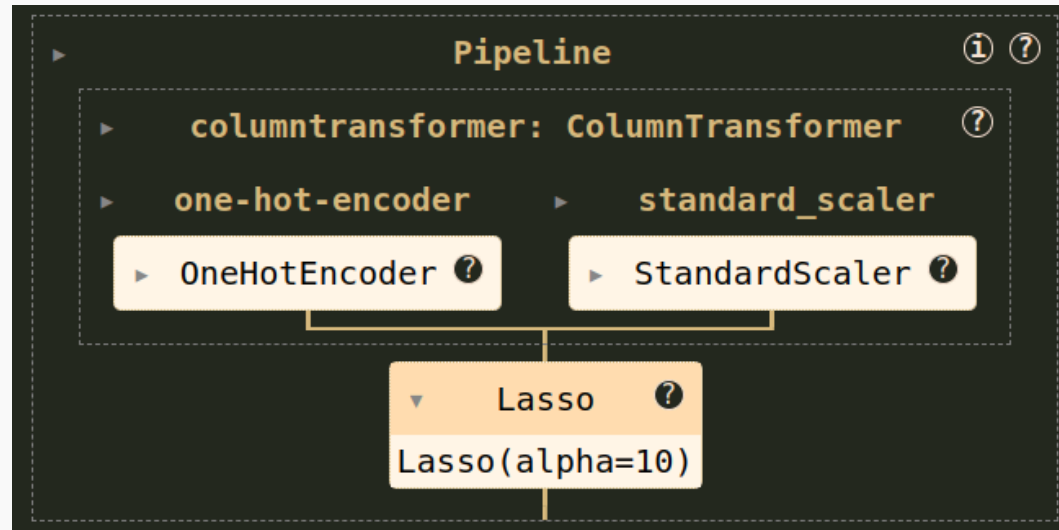 Pipeline i ?
columntransformer: ColumnTransformer ?
one-hot-encoder standard_scaler
OneHotEncoder ? StandardScaler ?
Lasso ?
Lasso(alpha=10)